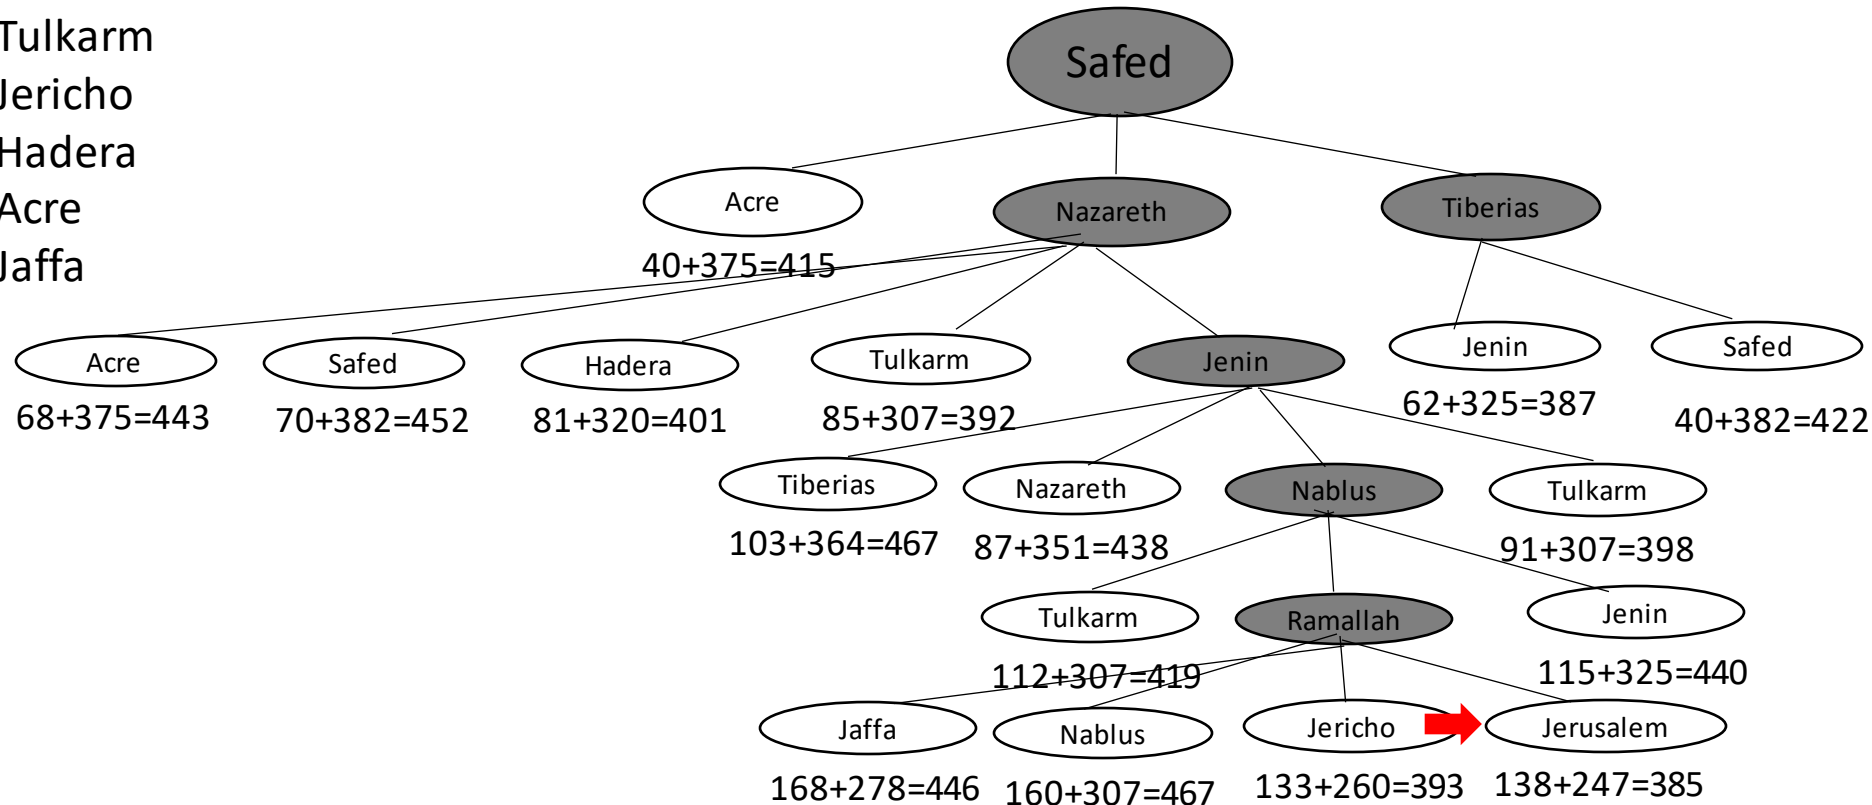 Tulkarm
Jericho
Hadera
Acre
Jaffa
Safed
Acre
Nazareth
Tiberias
40+375=415
Acre
Safed
Hadera
Tulkarm
Jenin
Jenin
Safed
68+375=443
70+382=452
81+320=401
85+307=392
62+325=387
40+382=422
Tiberias
Nazareth
Nablus
Tulkarm
103+364=467
87+351=438
91+307=398
Tulkarm
Ramallah
Jenin
112+307=419
115+325=440
Jaffa
Nablus
Jericho
Jerusalem
168+278=446
160+307=467
133+260=393
138+247=385